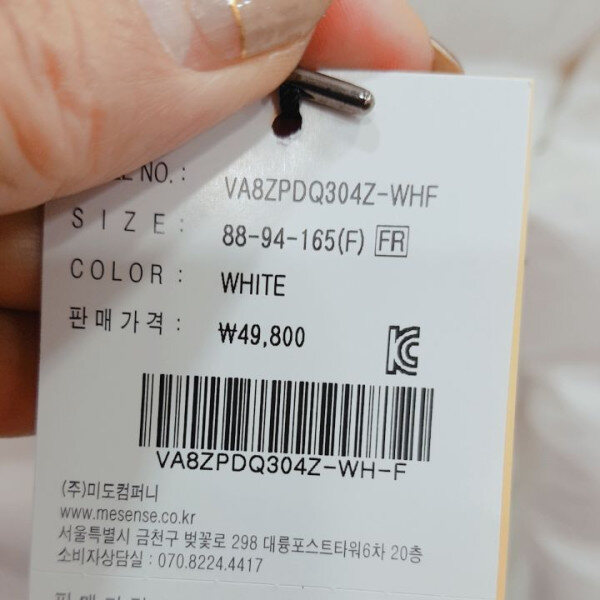 NO. : VA8ZPDQ304Z-WHF
SIZE : 88-94-165(F) FR
COLOR : WHITE
판매가격 : ₩49,800
VA8ZPDQ304Z-WH-F
(주)미도컴퍼니
www.mesense.co.kr
서울특별시 금천구 벚꽃로 298 대륭포스트타워6차 20층
소비자상담실 : 070.8224.4417